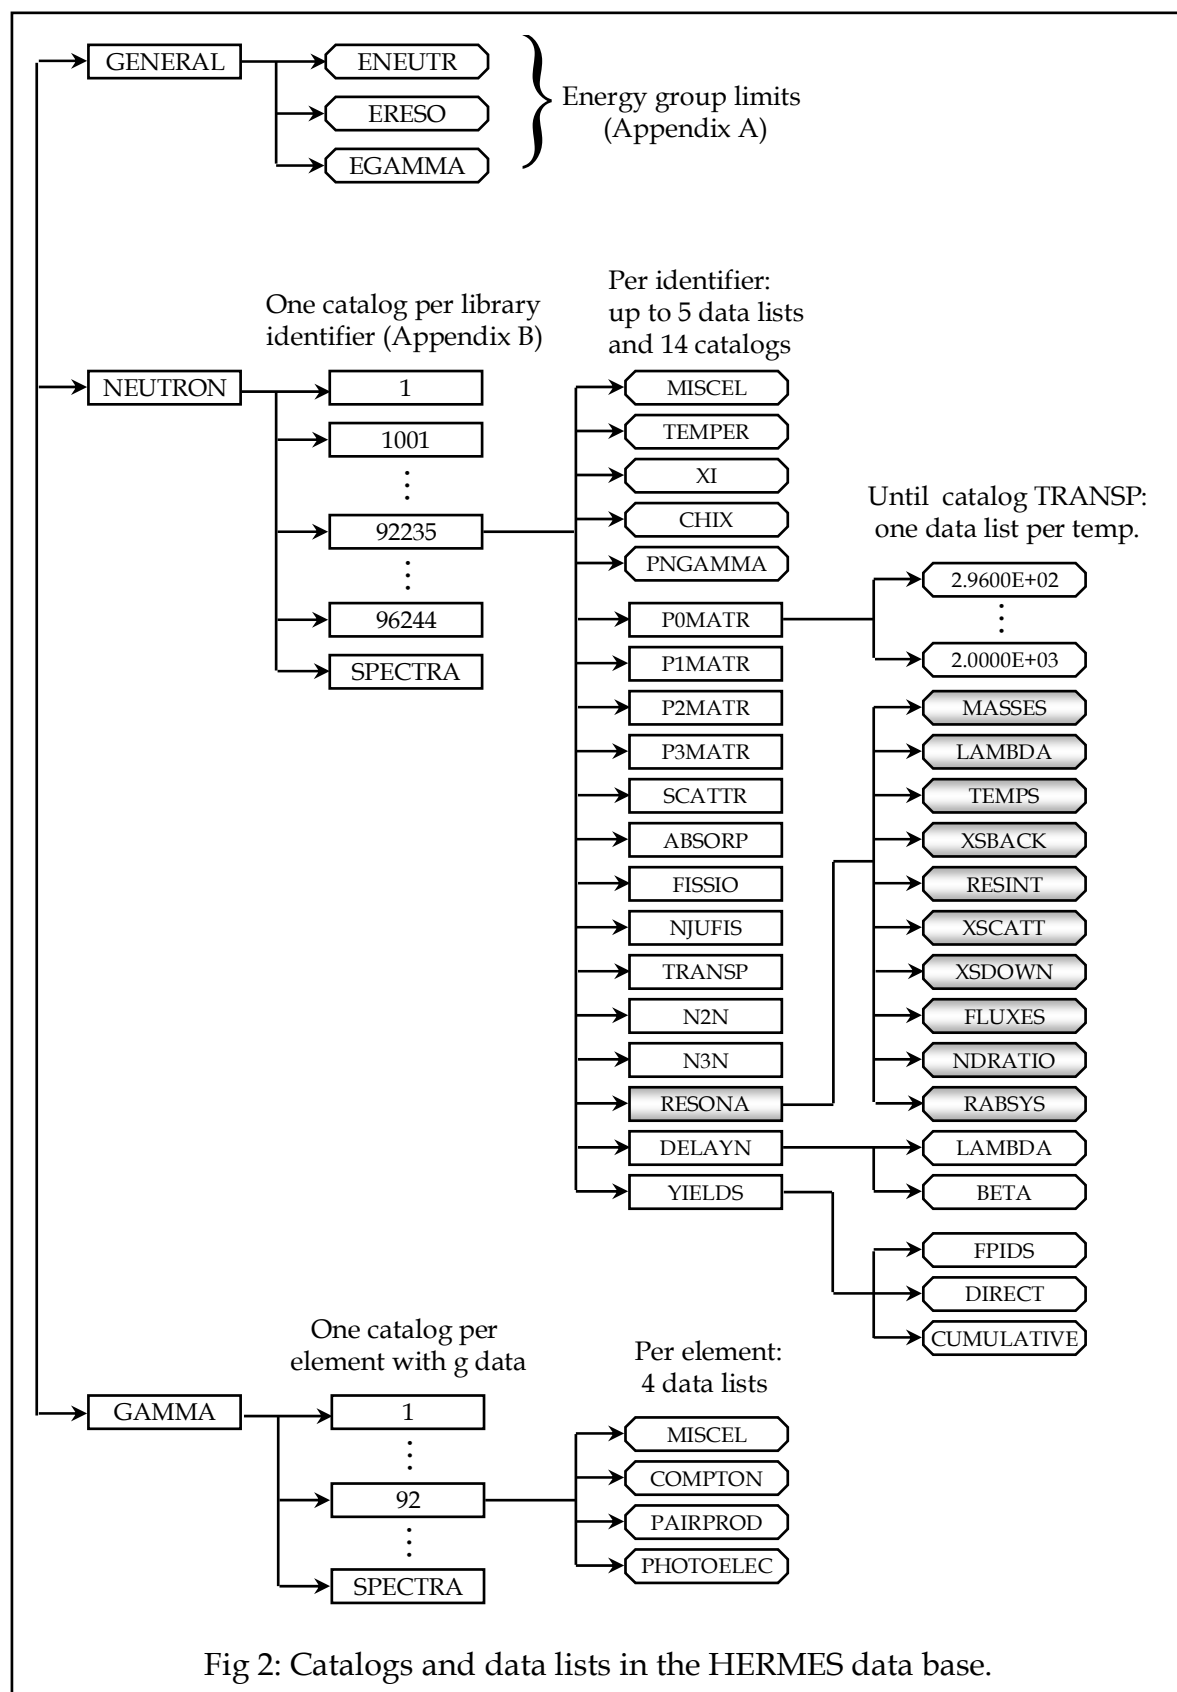 GENERAL
ENEUTR
ERESO
EGAMMA
Energy group limits
(Appendix A)
One catalog per library
identifier (Appendix B)
Per identifier:
up to 5 data lists
and 14 catalogs
NEUTRON
1
1001
92235
96244
SPECTRA
MISCEL
TEMPER
XI
CHIX
PNGAMMA
P0MATR
P1MATR
P2MATR
P3MATR
SCATTR
ABSORP
FISSIO
NJUFIS
TRANSP
N2N
N3N
RESONA
DELAYN
YIELDS
Until catalog TRANSP:
one data list per temp.
2.9600E+02
2.0000E+03
MASSES
LAMBDA
TEMPS
XSBACK
RESINT
XSCATT
XSDOWN
FLUXES
NDRATIO
RABSYS
LAMBDA
BETA
FPIDS
DIRECT
CUMULATIVE
One catalog per
element with g data
Per element:
4 data lists
GAMMA
1
92
SPECTRA
MISCEL
COMPTON
PAIRPROD
PHOTOELEC
Fig 2: Catalogs and data lists in the HERMES data base.